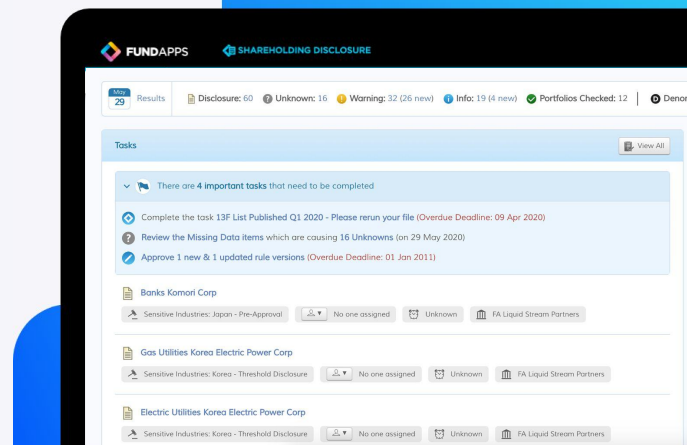 FUNDAPPS SHAREHOLDING DISCLOSURE
May 29 Results Disclosure: 60 Unknown: 16 Warning: 32 (26 new) Info: 19 (4 new) Portfolios Checked: 12 D
Tasks View All
There are 4 important tasks that need to be completed
Complete the task 13F List Published Q1 2020 - Please rerun your file (Overdue Deadline: 09 Apr 2020)
Review the Missing Data items which are causing 16 Unknowns (on 29 May 2020)
Approve 1 new & 1 updated rule versions (Overdue Deadline: 01 Jan 2011)
Banks Komori Corp
Sensitive Industries: Japan - Pre-Approval No one assigned Unknown FA Liquid Stream Partners
Gas Utilities Korea Electric Power Corp
Sensitive Industries: Korea - Threshold Disclosure No one assigned Unknown FA Liquid Stream Partners
Electric Utilities Korea Electric Power Corp
Sensitive Industries: Korea - Threshold Disclosure No one assigned Unknown FA Liquid Stream Partners